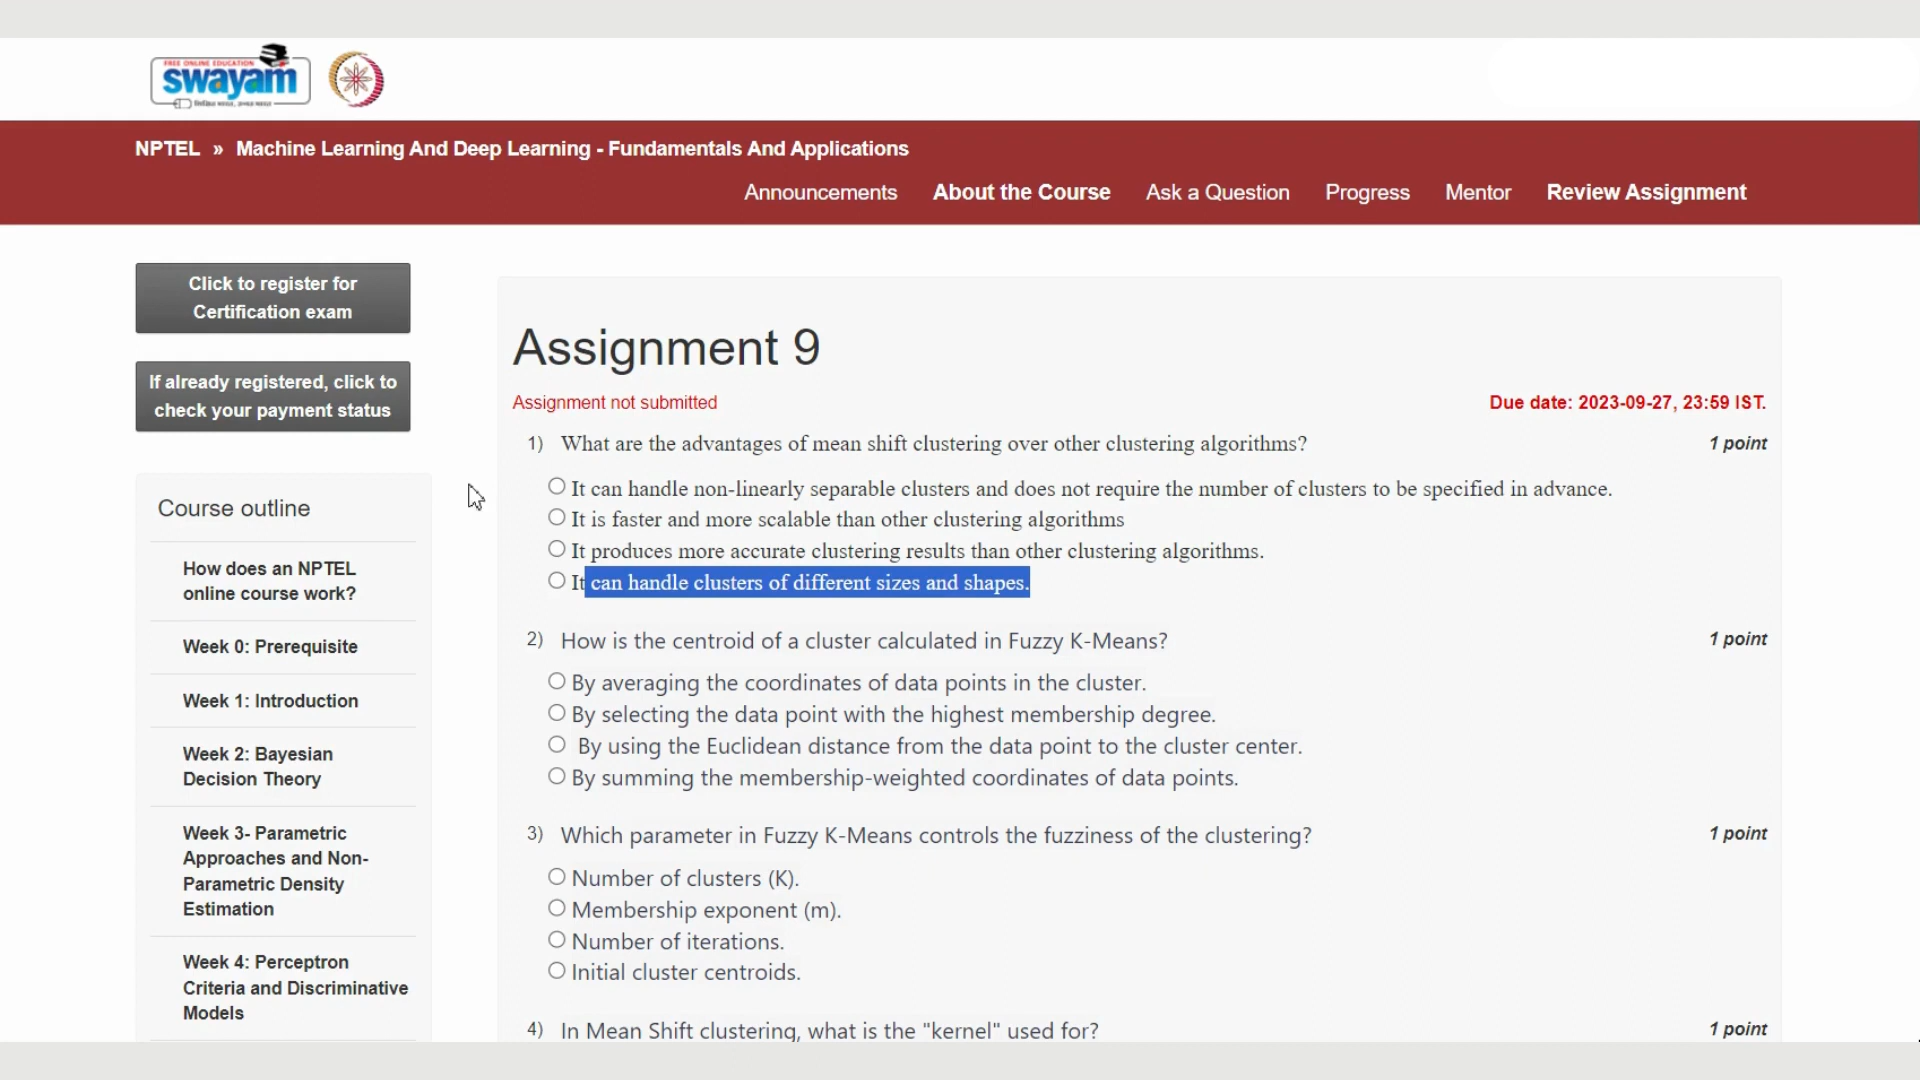 FREE ONLINE EDUCATION
swayam
NPTEL » Machine Learning And Deep Learning - Fundamentals And Applications
Announcements About the Course Ask a Question Progress Mentor Review Assignment
Click to register for
Certification exam
If already registered, click to
check your payment status
Course outline
How does an NPTEL
online course work?
Week 0: Prerequisite
Week 1: Introduction
Week 2: Bayesian
Decision Theory
Week 3- Parametric
Approaches and Non-
Parametric Density
Estimation
Week 4: Perceptron
Criteria and Discriminative
Models
Assignment 9
Assignment not submitted Due date: 2023-09-27, 23:59 IST.
1) What are the advantages of mean shift clustering over other clustering algorithms? 1 point
It can handle non-linearly separable clusters and does not require the number of clusters to be specified in advance.
It is faster and more scalable than other clustering algorithms
It produces more accurate clustering results than other clustering algorithms.
It can handle clusters of different sizes and shapes.
2) How is the centroid of a cluster calculated in Fuzzy K-Means? 1 point
By averaging the coordinates of data points in the cluster.
By selecting the data point with the highest membership degree.
By using the Euclidean distance from the data point to the cluster center.
By summing the membership-weighted coordinates of data points.
3) Which parameter in Fuzzy K-Means controls the fuzziness of the clustering? 1 point
Number of clusters (K).
Membership exponent (m).
Number of iterations.
Initial cluster centroids.
4) In Mean Shift clustering, what is the "kernel" used for? 1 point